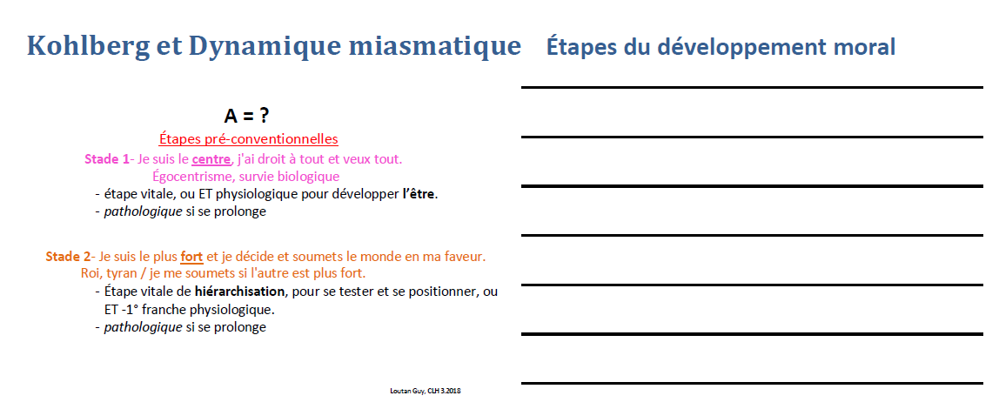 Kohlberg et Dynamique miasmatique Étapes du développement moral
A = ?
Étapes pré-conventionnelles
Stade 1- Je suis le centre, j'ai droit à tout et veux tout.
Égocentrisme, survie biologique
- étape vitale, ou ET physiologique pour développer l’être.
- pathologique si se prolonge
Stade 2- Je suis le plus fort et je décide et soumets le monde en ma faveur.
Roi, tyran / je me soumets si l'autre est plus fort.
- Étape vitale de hiérarchisation, pour se tester et se positionner, ou
ET -1° franche physiologique.
- pathologique si se prolonge
Loutan Guy, CLH 3.2018